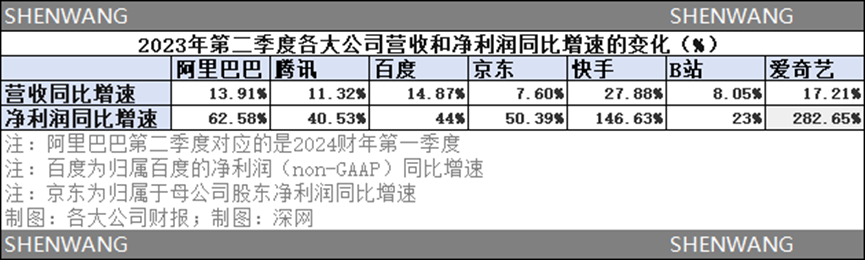 SHENWANG SHENWANG
2023年第二季度各大公司营收和净利润同比增速的变化（%）
阿里巴巴 腾讯 百度 京东 快手 B站 爱奇艺
营收同比增速 13.91% 11.32% 14.87% 7.60% 27.88% 8.05% 17.21%
净利润同比增速 62.58% 40.53% 44% 50.39% 146.63% 23% 282.65%
注：阿里巴巴第二季度对应的是2024财年第一季度
注：百度为归属百度的净利润（non-GAAP）同比增速
注：京东为归属于母公司股东净利润同比增速
制图：各大公司财报；制图：深网
SHENWANG SHENWANG